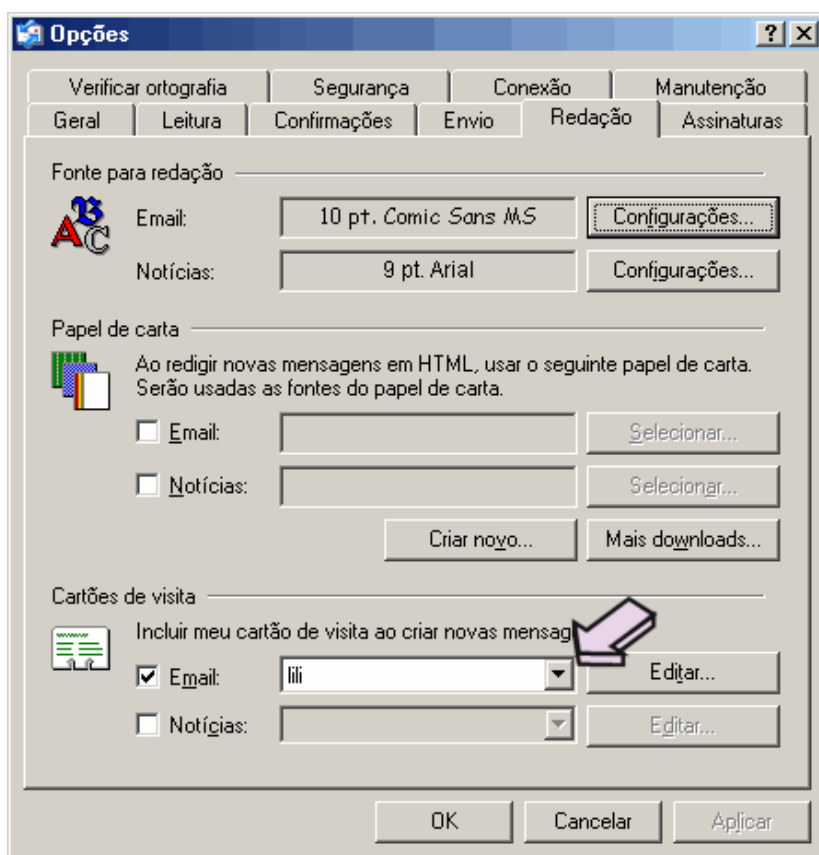 Opções
Verificar ortografia Segurança Conexão Manutenção
Geral Leitura Confirmações Envio Redação Assinaturas
Fonte para redação
Email: 10 pt. Comic Sans MS Configurações...
Notícias: 9 pt. Arial Configurações...
Papel de carta
Ao redigir novas mensagens em HTML, usar o seguinte papel de carta.
Serão usadas as fontes do papel de carta.
Email: Selecionar...
Notícias: Selecionar...
Criar novo... Mais downloads...
Cartões de visita
Incluir meu cartão de visita ao criar novas mensag
Email: lili Editar...
Notícias: Editar...
OK Cancelar Aplicar